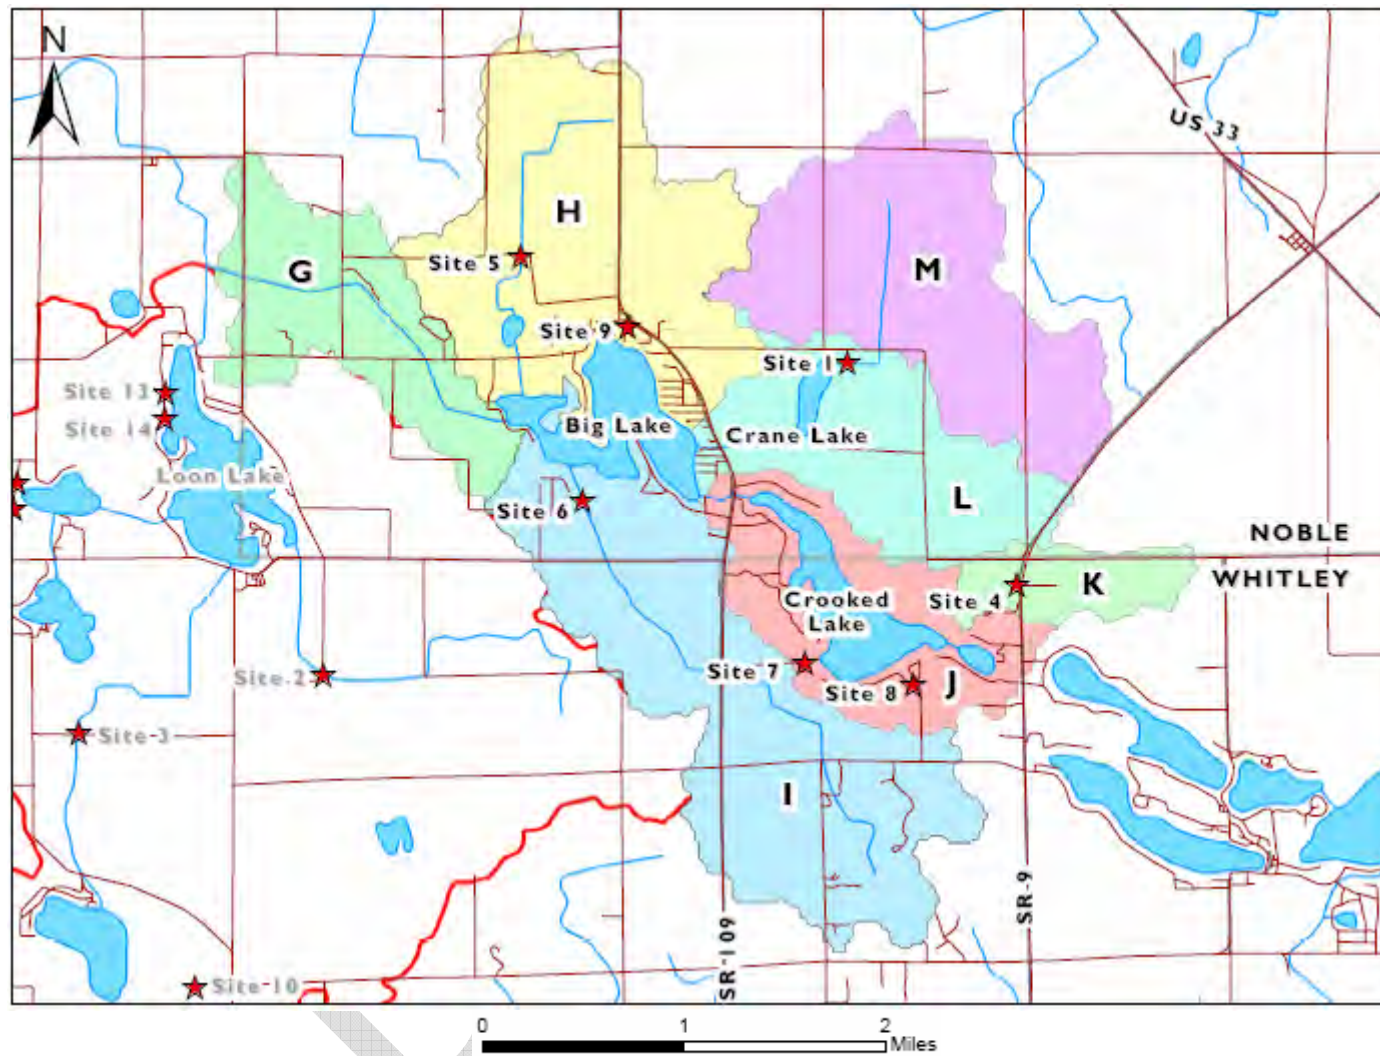 N
US 33
H
G
M
Site 5
Site 9
Site 1
Site 13
Site 14
Big Lake
Crane Lake
Loon Lake
L
Site 6
NOBLE
WHITLEY
K
Crooked
Lake
Site 4
Site 7
Site 8
J
Site 2
Site 3
I
SR-9
SR-109
Site 10
0 1 2
Miles